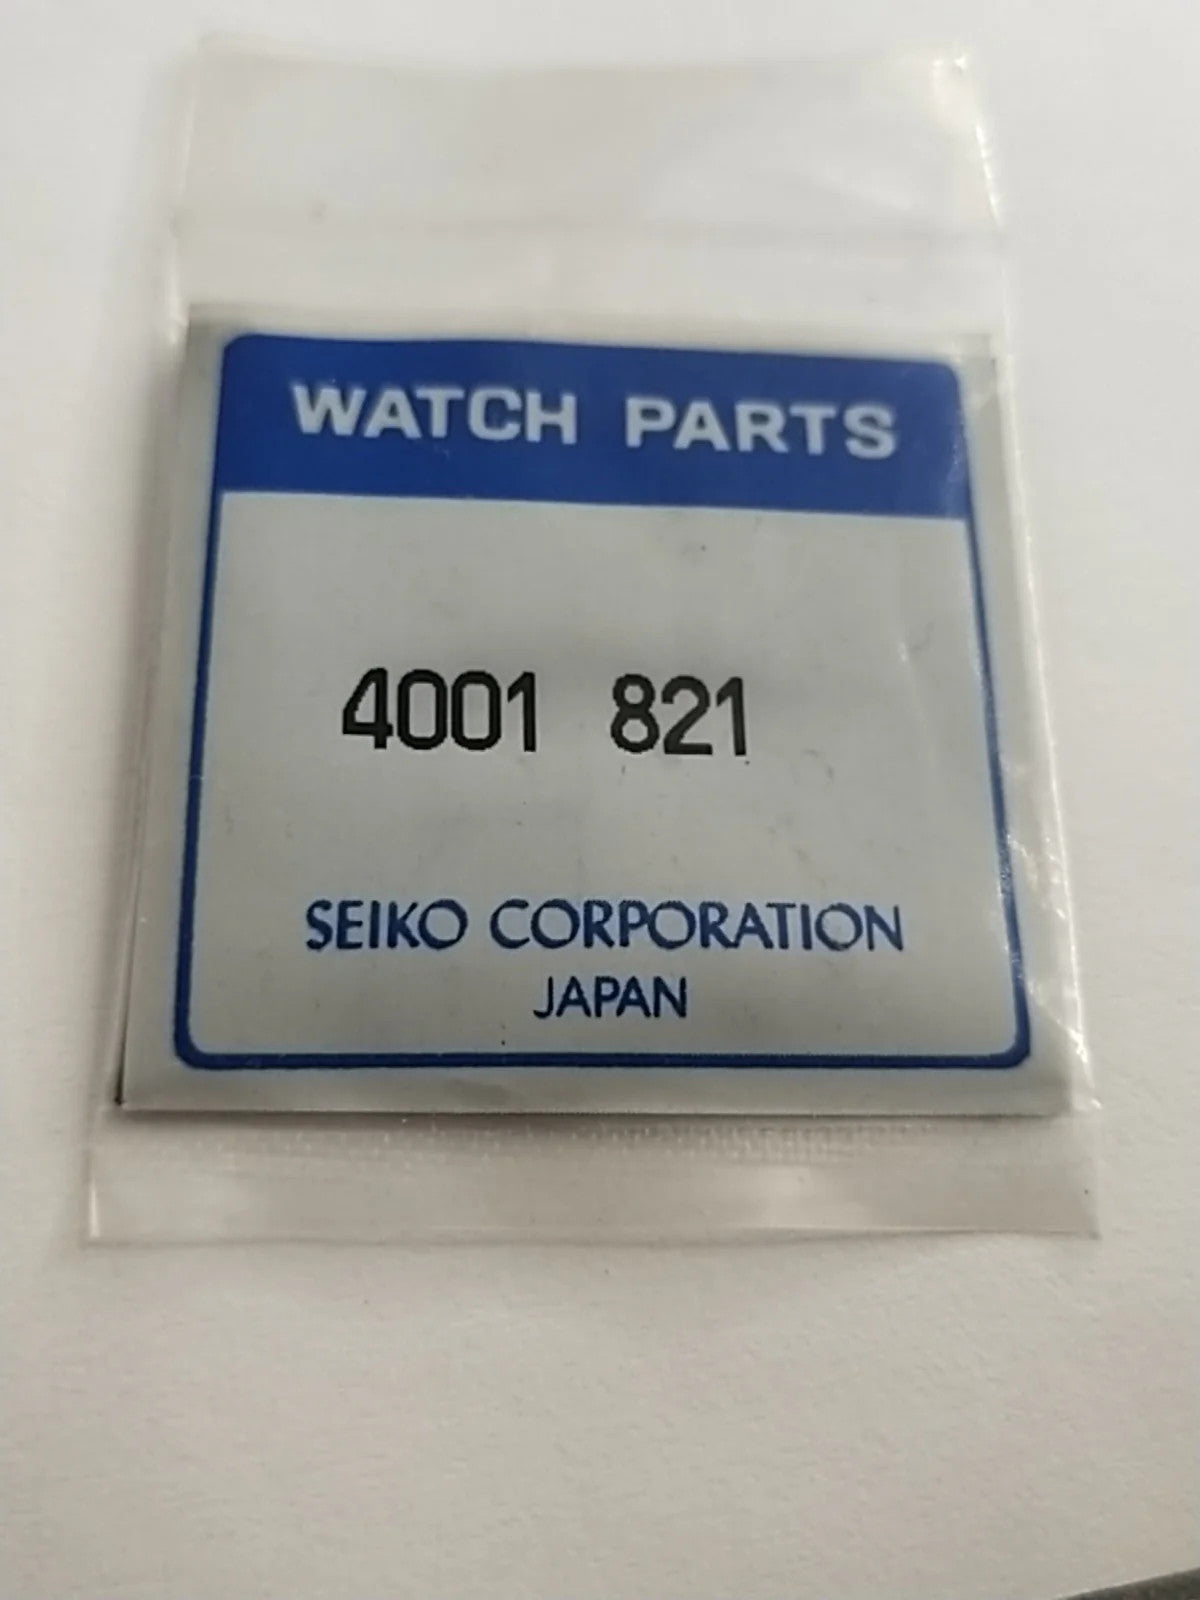 WATCH PARTS
4001 821
SEIKO CORPORATION
JAPAN